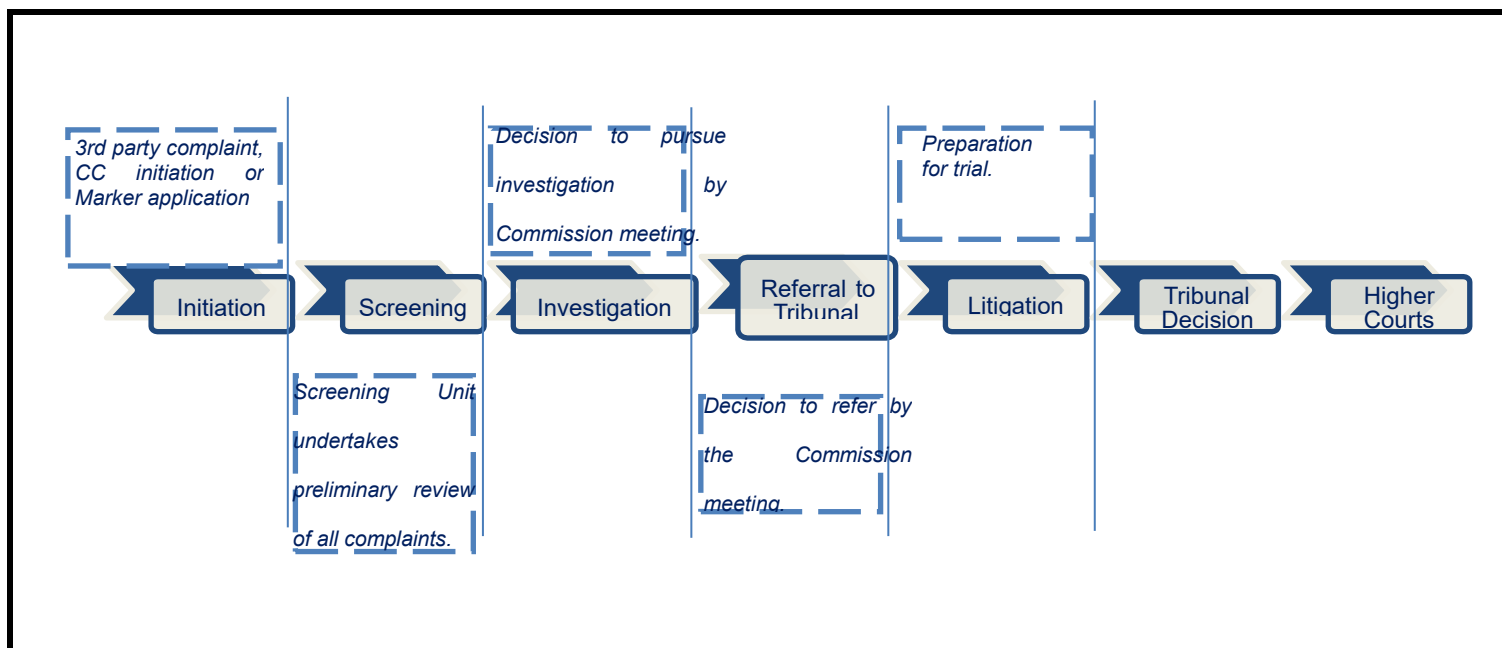 3rd party complaint,
CC initiation or
Marker application
Decision to pursue
investigation by
Commission meeting.
Preparation
for trial.
Initiation
Screening
Investigation
Referral to
Tribunal
Litigation
Tribunal
Decision
Higher
Courts
Screening Unit
undertakes
preliminary review
of all complaints.
Decision to refer by
the Commission
meeting.